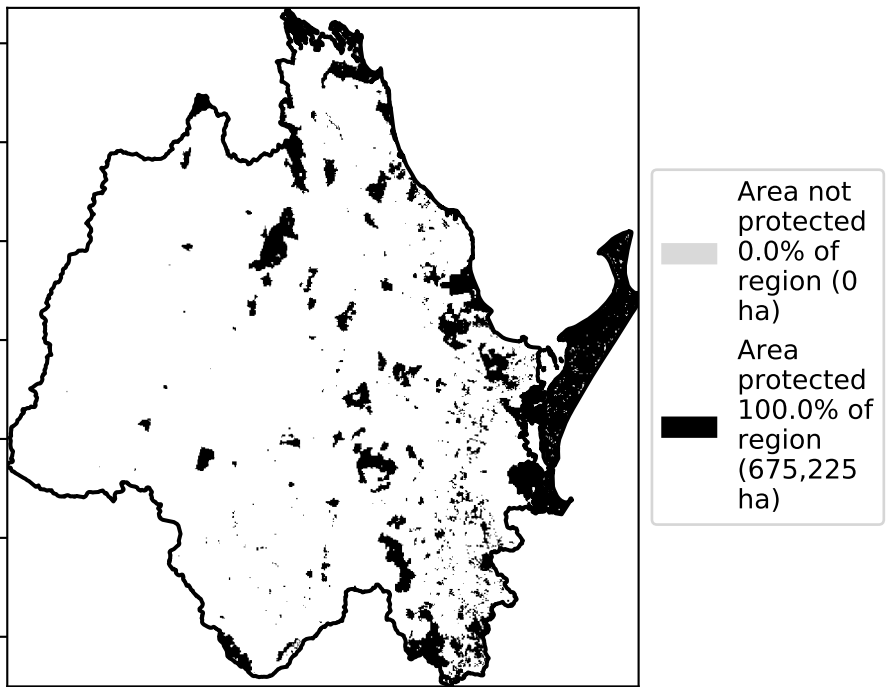 Area not
protected
0.0% of
region (0
ha)
Area
protected
100.0% of
region
(675,225
ha)